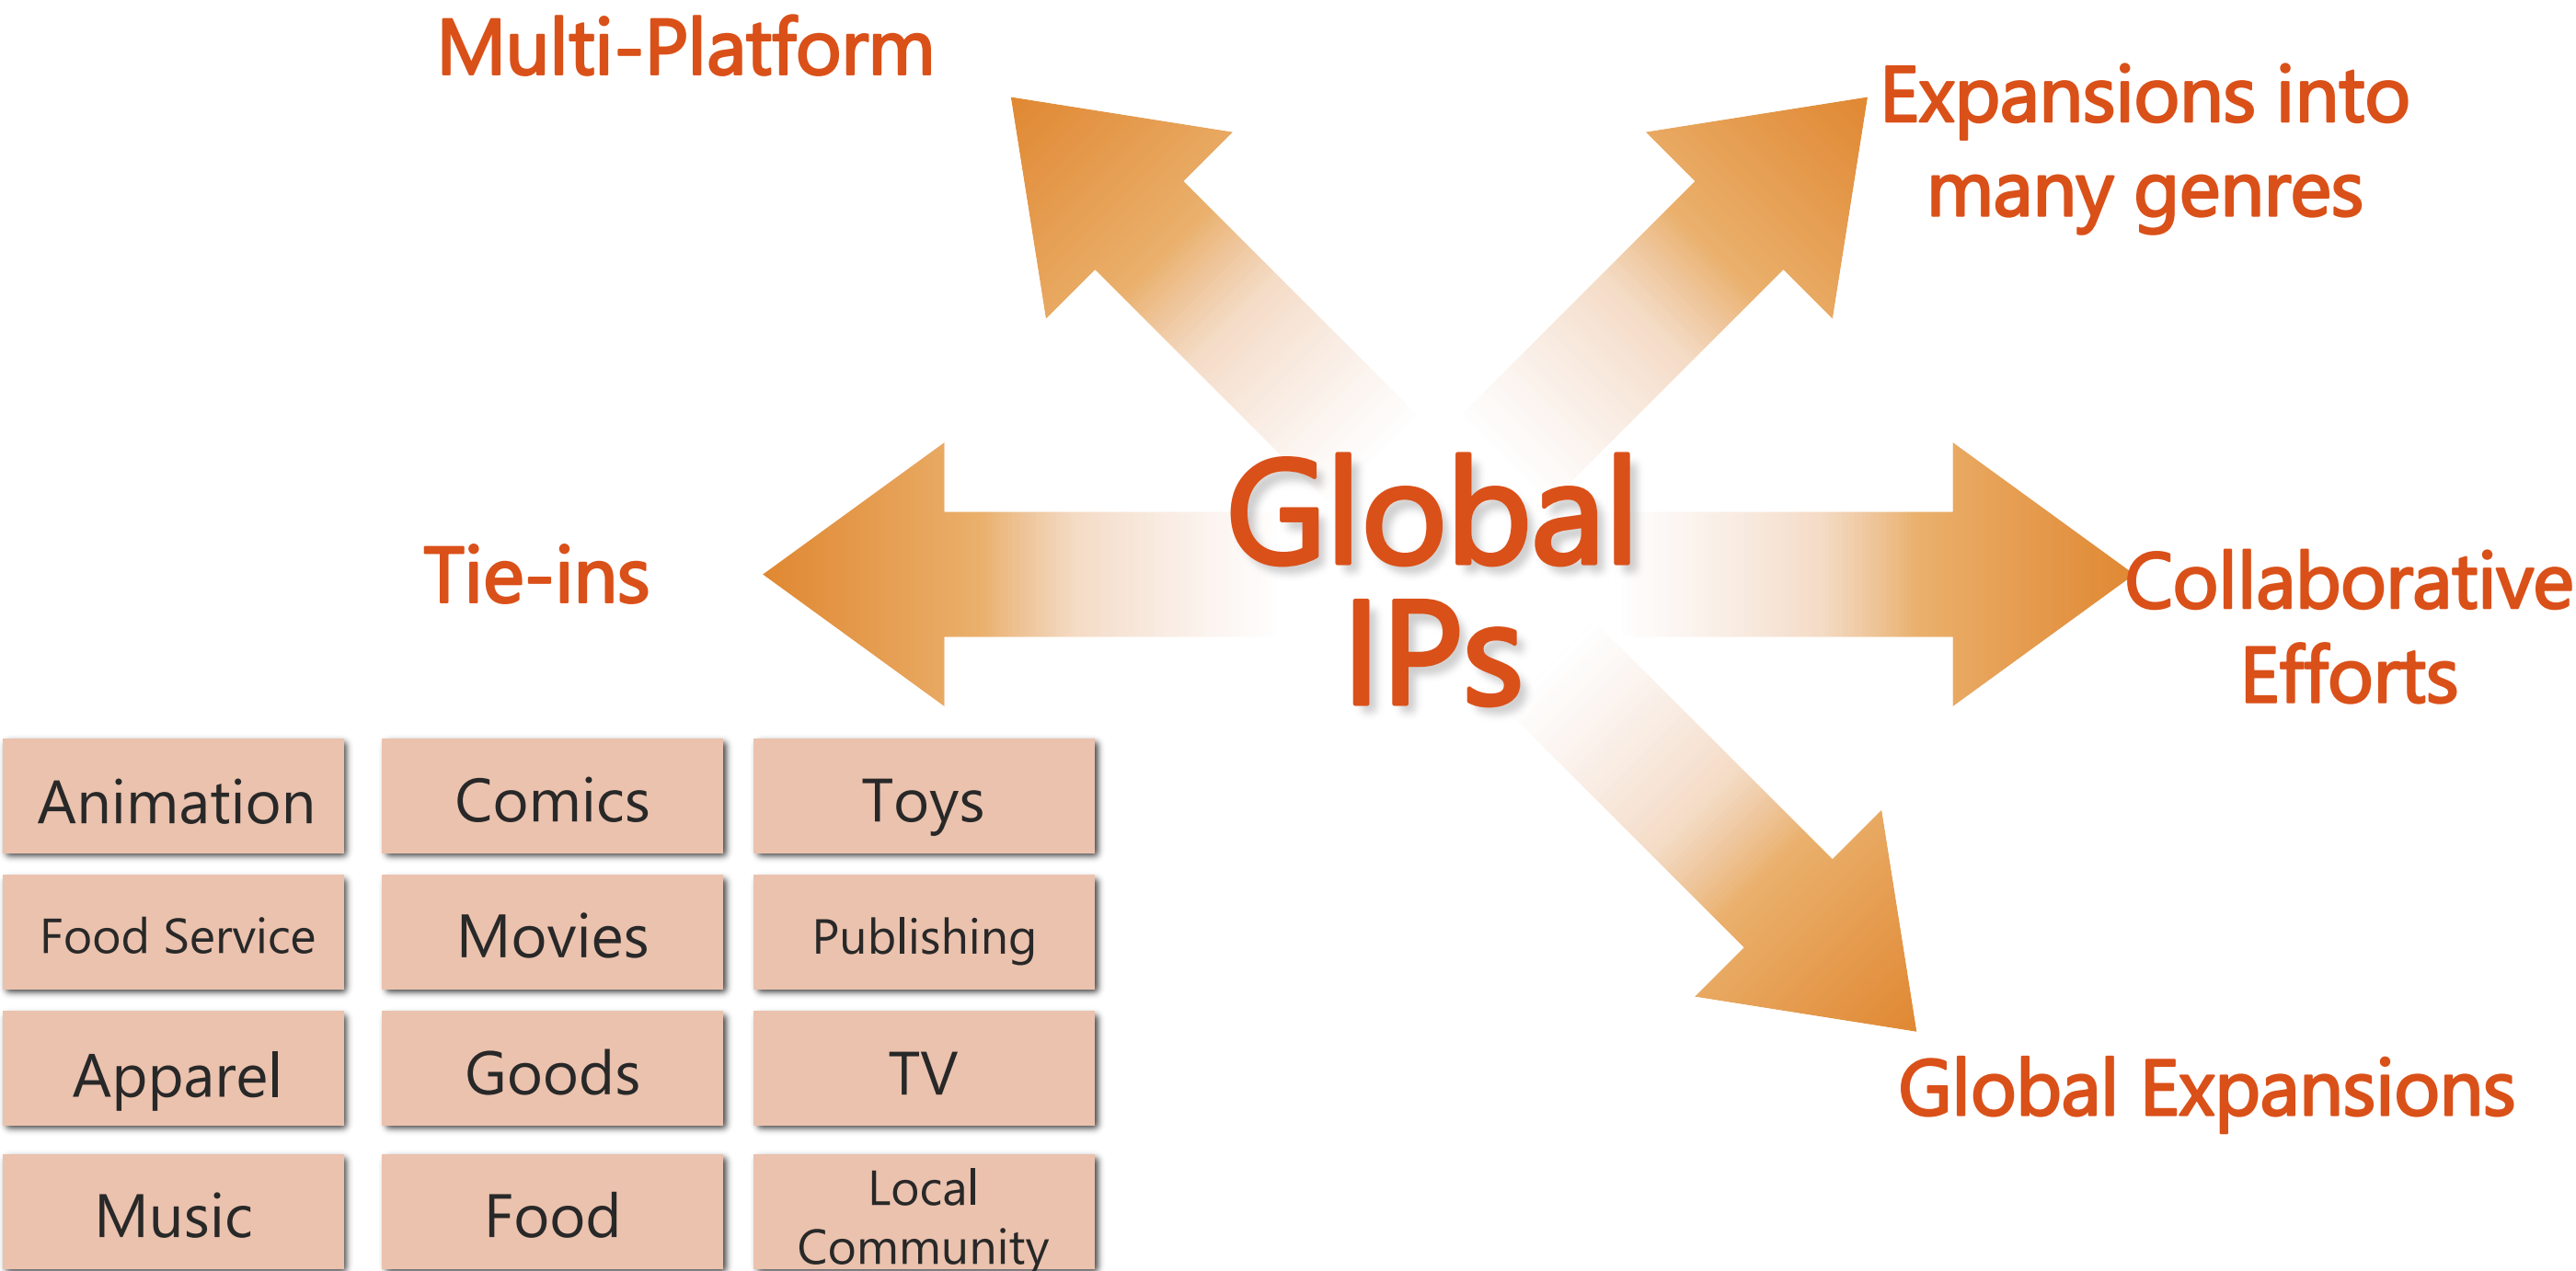 Multi-Platform
Expansions into
many genres
Global
IPs
Tie-ins
Collaborative
Efforts
Animation
Comics
Toys
Food Service
Movies
Publishing
Apparel
Goods
TV
Global Expansions
Music
Food
Local
Community